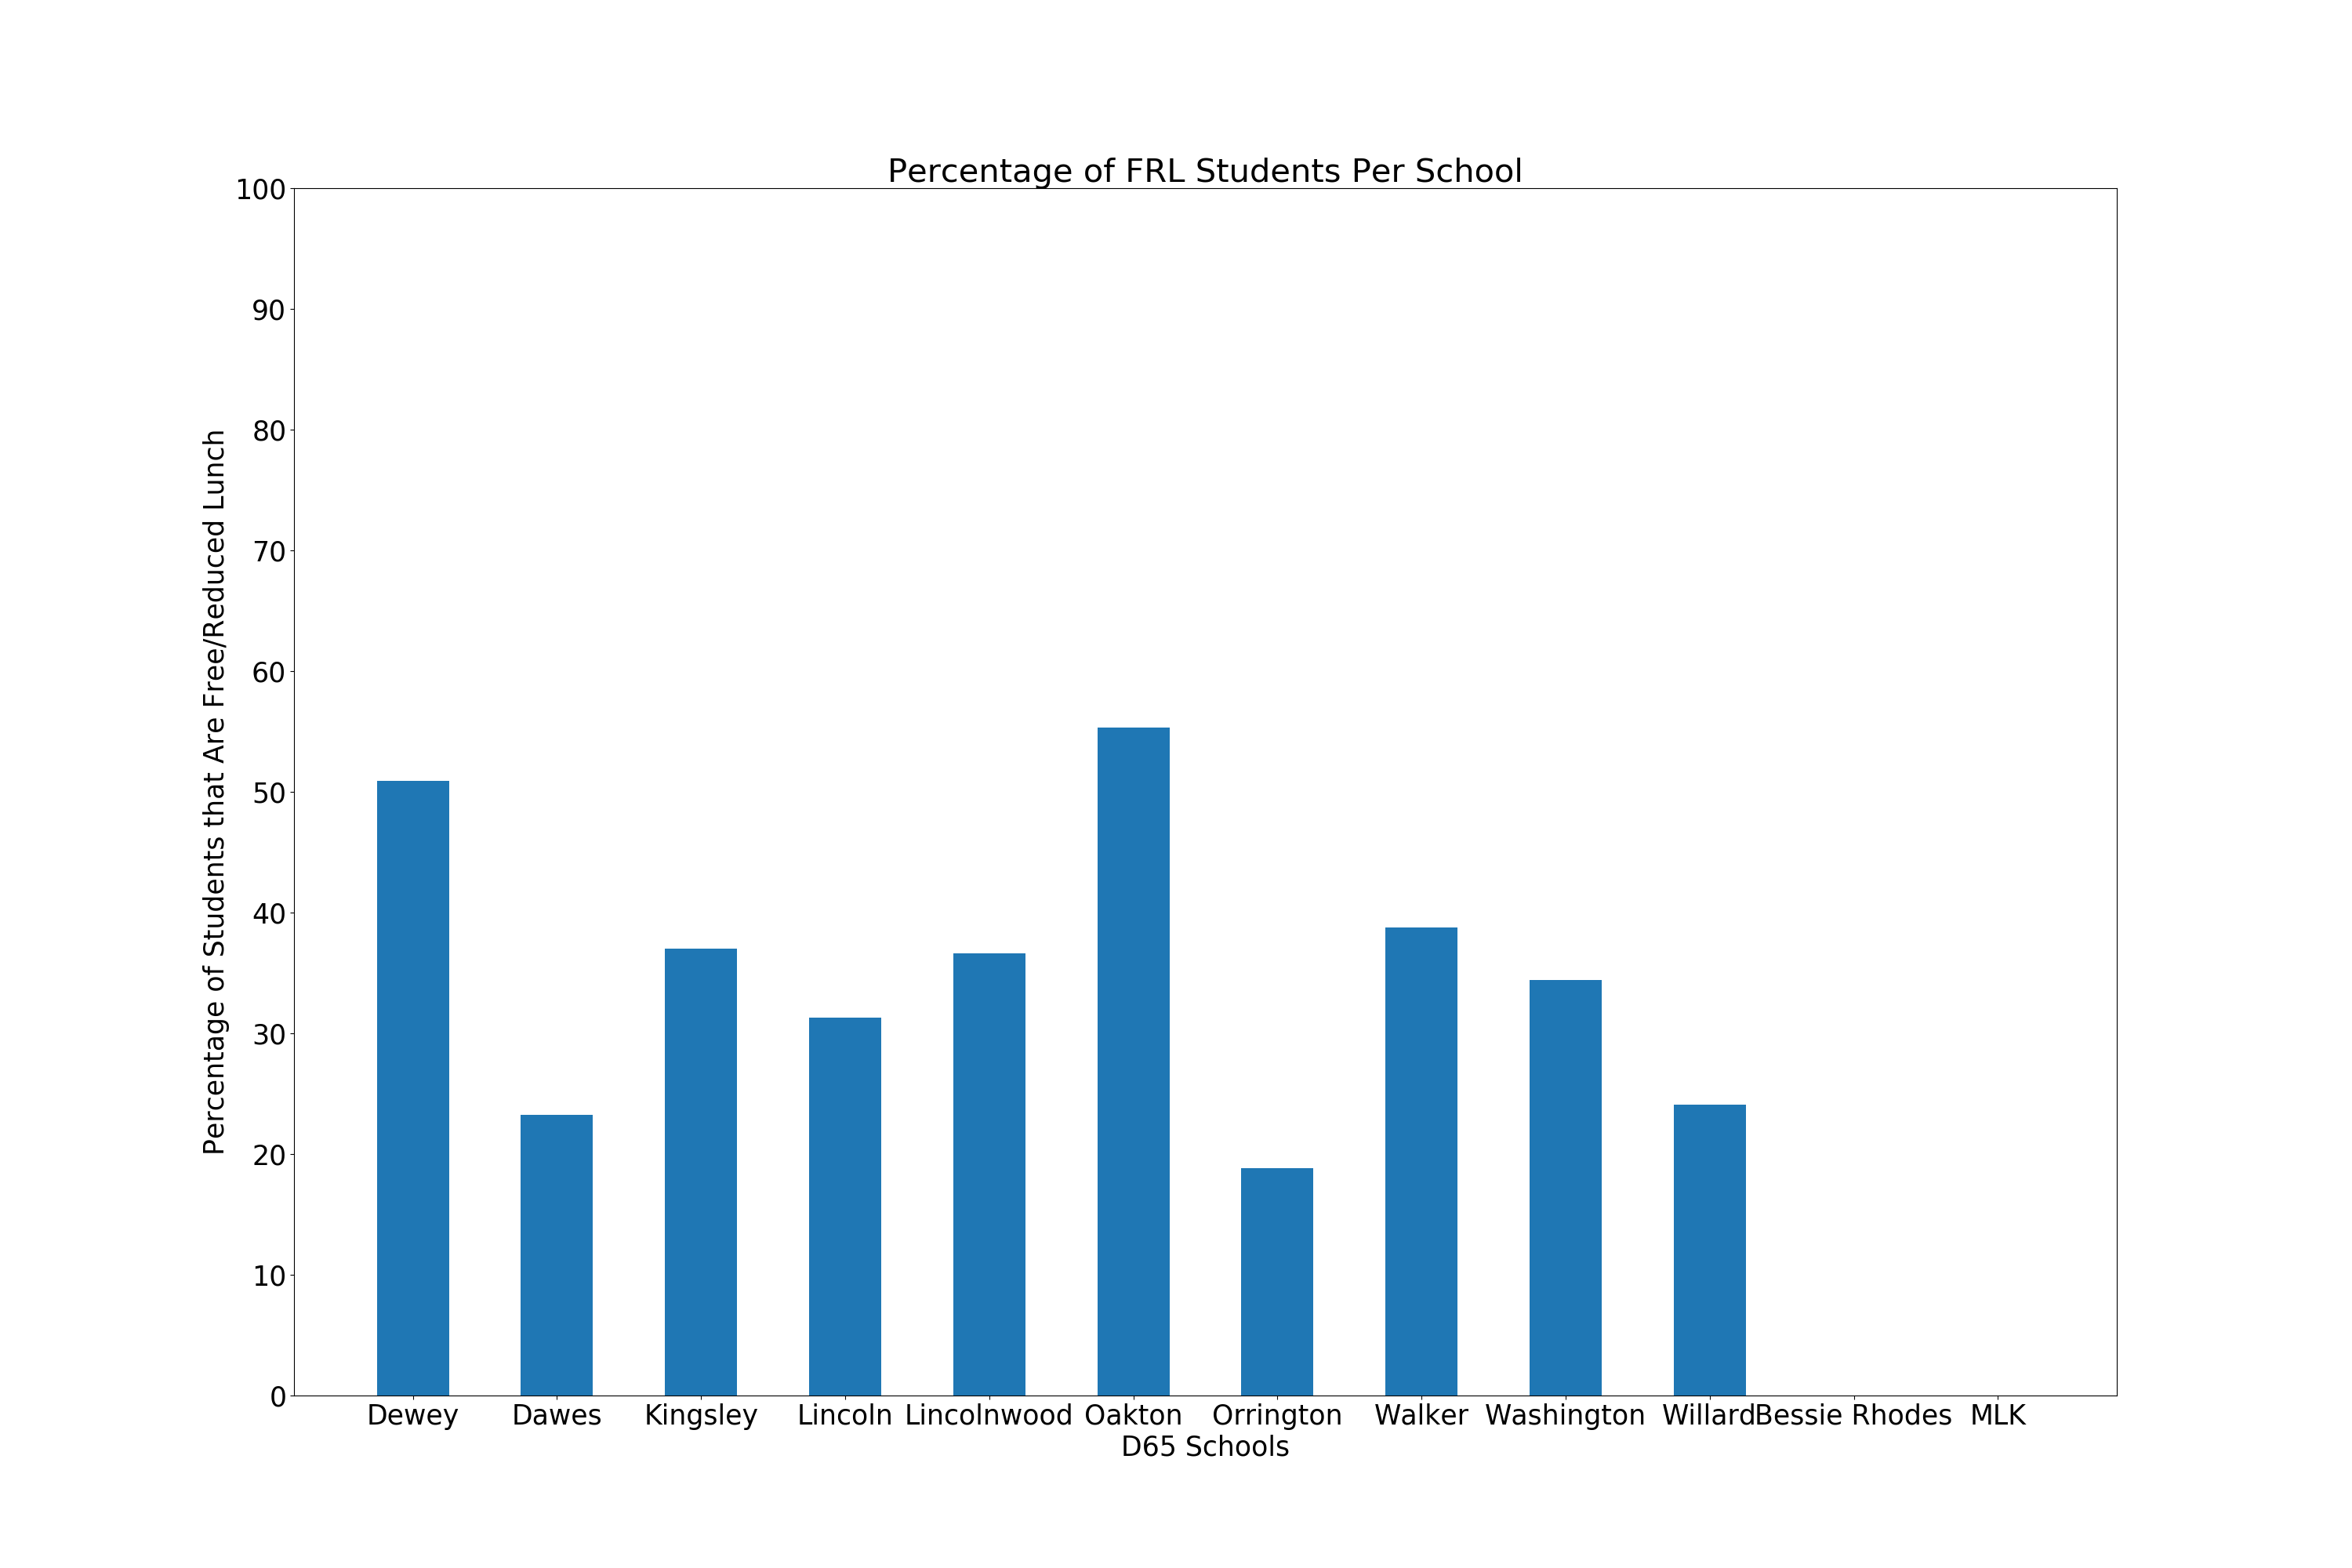 Percentage of FRL Students Per School
Percentage of Students that Are Free/Reduced Lunch
100
90
80
70
60
50
40
30
20
10
0
Dewey Dawes Kingsley Lincoln Lincolnwood Oakton Orrington Walker Washington Willard Bessie Rhodes MLK
D65 Schools